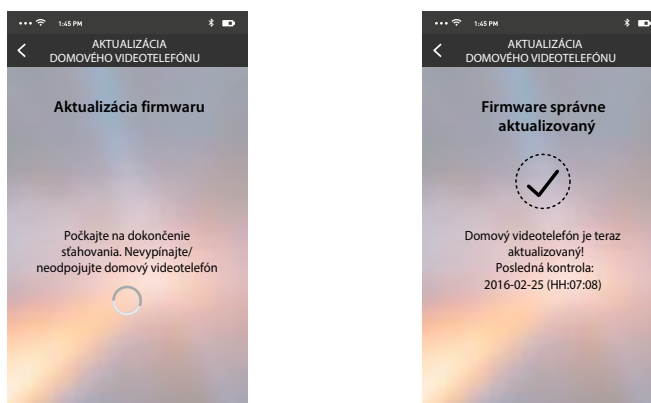 1:45 PM
AKTUALIZÁCIA
DOMOVÉHO VIDEOTELEFÓNU
Aktualizácia firmwaru
Počkajte na dokončenie
sťahovania. Nevypínajte/
neodpojujte domový videotelefón
1:45 PM
AKTUALIZÁCIA
DOMOVÉHO VIDEOTELEFÓNU
Firmware správne
aktualizovaný
Domový videotelefón je teraz
aktualizovaný!
Posledná kontrola:
2016-02-25 (HH:07:08)